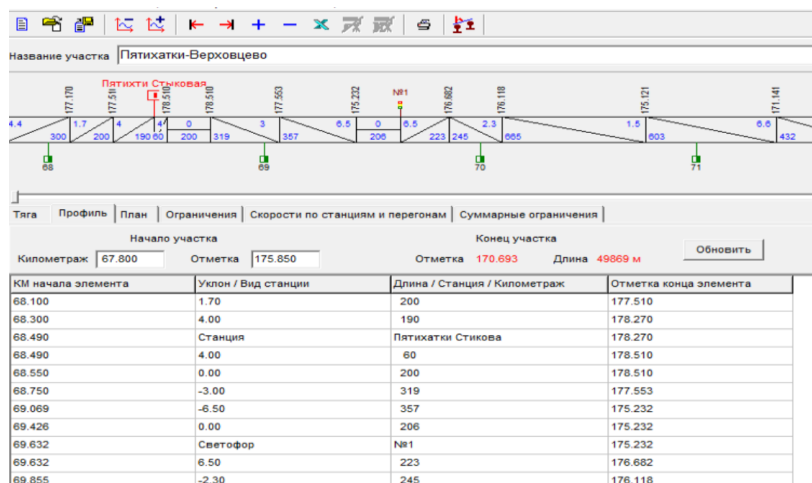 Название участка Пятихатки-Верховцево
Пятихти Стыковая
177.170 177.510 178.510 178.510 177.553 175.232 №1 176.682 176.118 175.121 171.141
4.4 1.7 4 4 0 3 6.5 0 6.5 2.3 1.5 6.6
300 200 190 60 200 319 357 206 223 245 665 603 432
68 69 70 71
Тяга Профиль План Ограничения Скорости по станциям и перегонам Суммарные ограничения
Начало участка Конец участка
Километраж 67.800 Отметка 175.850 Отметка 170.693 Длина 49869 м Обновить
КМ начала элемента Уклон / Вид станции Длина / Станция / Километраж Отметка конца элемента
68.100 1.70 200 177.510
68.300 4.00 190 178.270
68.490 Станция Пятихатки Стикова 178.270
68.490 4.00 60 178.510
68.550 0.00 200 178.510
68.750 -3.00 319 177.553
69.069 -6.50 357 175.232
69.426 0.00 206 175.232
69.632 Светофор №1 175.232
69.632 6.50 223 176.682
69.855 -2.30 245 176.118